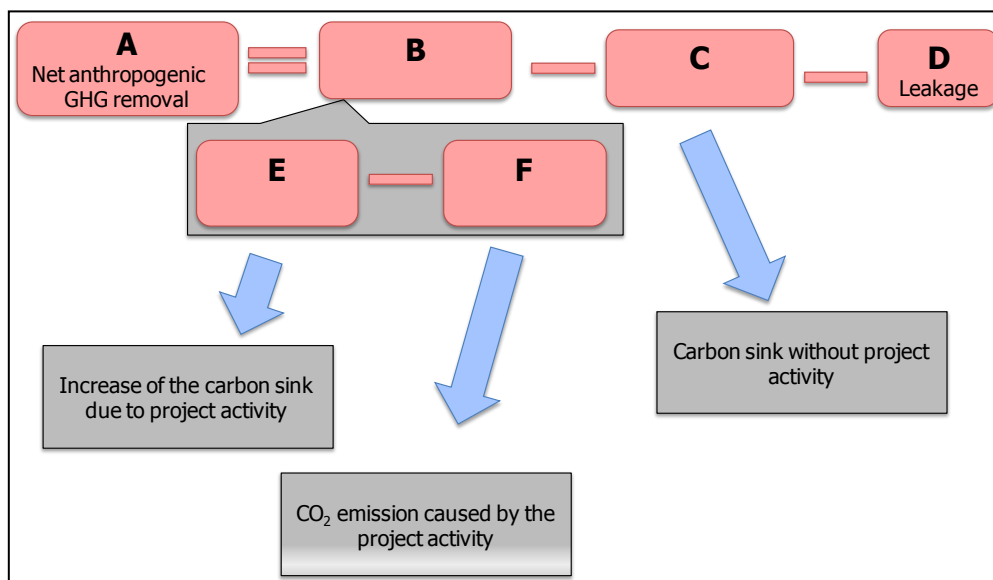 A
Net anthropogenic
GHG removal
B
C
D
Leakage
E
F
Increase of the carbon sink
due to project activity
Carbon sink without project
activity
CO₂ emission caused by the
project activity